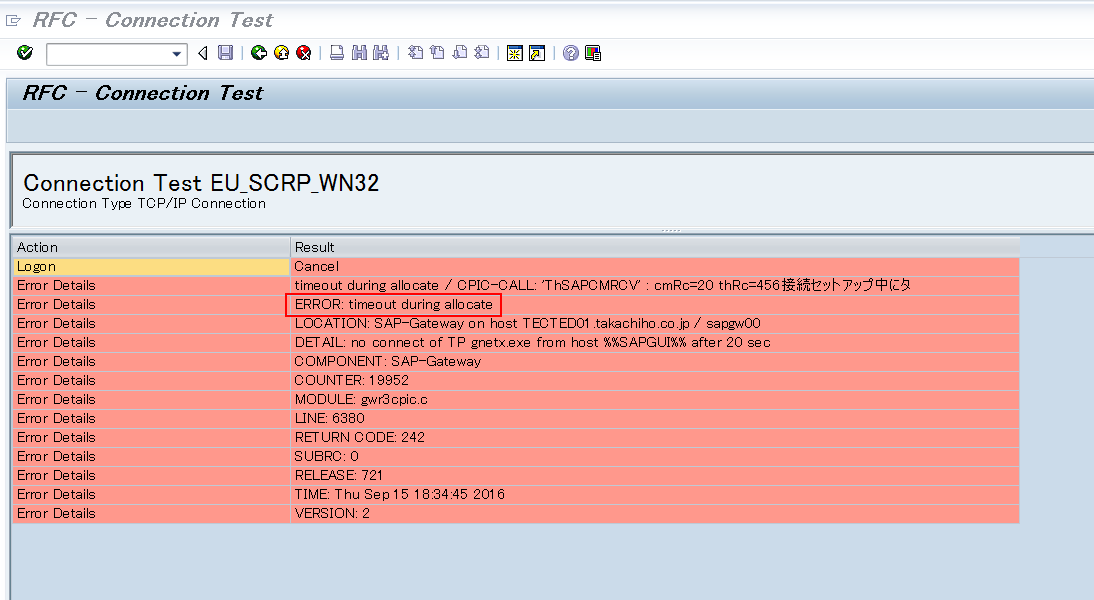 RFC - Connection Test
RFC - Connection Test
Connection Test EU_SCRP_WN32
Connection Type TCP/IP Connection
Action Result
Logon Cancel
Error Details timeout during allocate / CPIC-CALL: 'ThSAPCMRCV' : cmRc=20 thRc=456接続セットアップ中にタ
Error Details ERROR: timeout during allocate
Error Details LOCATION: SAP-Gateway on host TECTED01.takachiho.co.jp / sapgw00
Error Details DETAIL: no connect of TP gnetx.exe from host %%SAPGUI%% after 20 sec
Error Details COMPONENT: SAP-Gateway
Error Details COUNTER: 19952
Error Details MODULE: gwr3cpic.c
Error Details LINE: 6380
Error Details RETURN CODE: 242
Error Details SUBRC: 0
Error Details RELEASE: 721
Error Details TIME: Thu Sep 15 18:34:45 2016
Error Details VERSION: 2